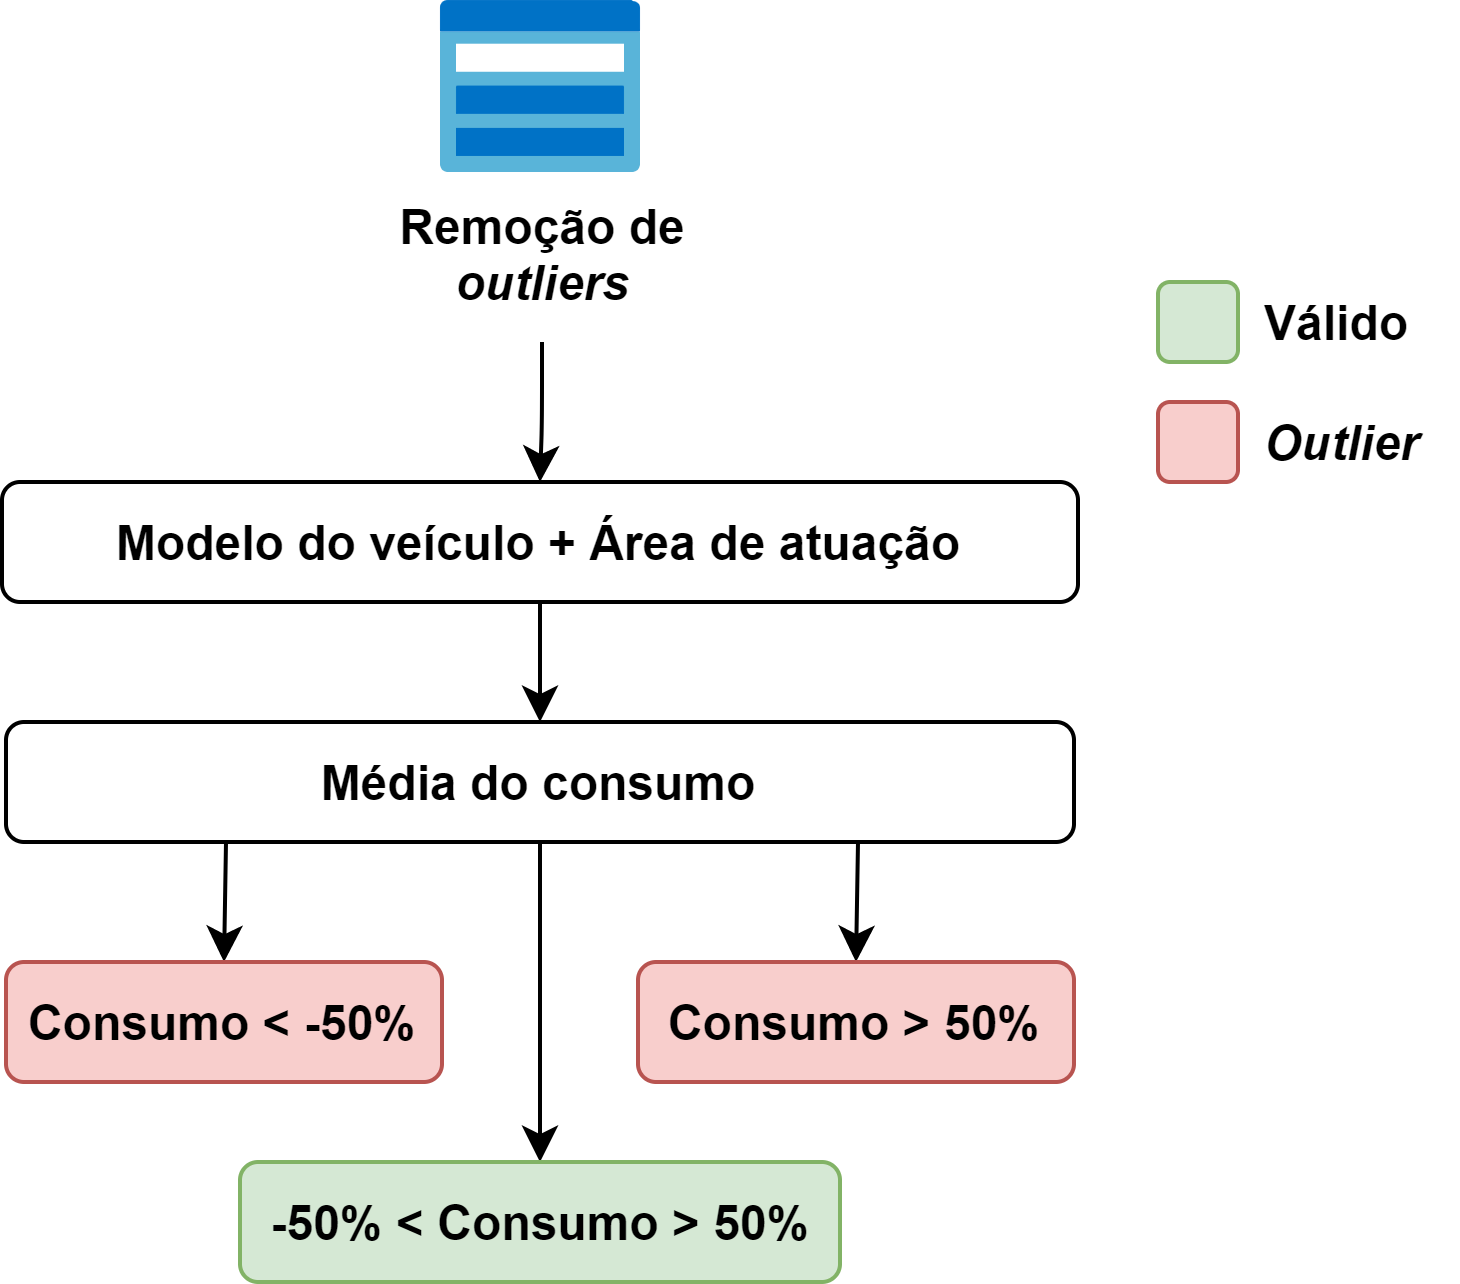 Remoção de
outliers
Válido
Outlier
Modelo do veículo + Área de atuação
Média do consumo
Consumo < -50%
Consumo > 50%
-50% < Consumo > 50%